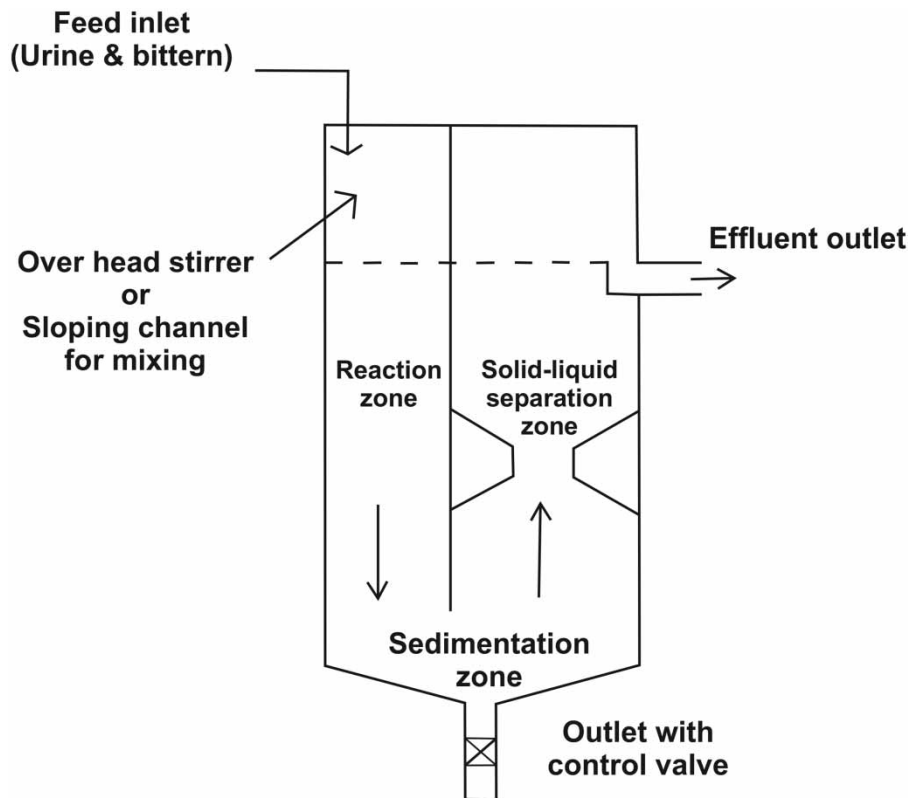 Feed inlet
(Urine & bittern)
Over head stirrer
or
Sloping channel
for mixing
Effluent outlet
Reaction
zone
Solid-liquid
separation
zone
Sedimentation
zone
Outlet with
control valve